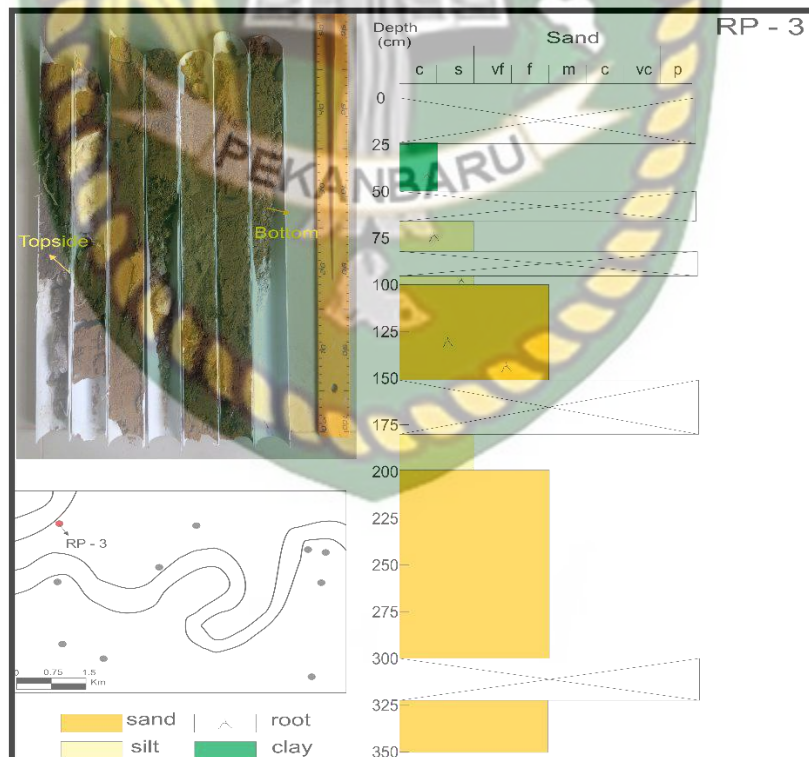 RP - 3
Depth
(cm)
Sand
c s vf f m c vc p
0
25
50
75
100
125
150
175
200
225
250
275
300
325
350
PEKANBARU
Topside
Bottom
RP - 3
0 0.75 1.5
Km
sand
root
silt
clay